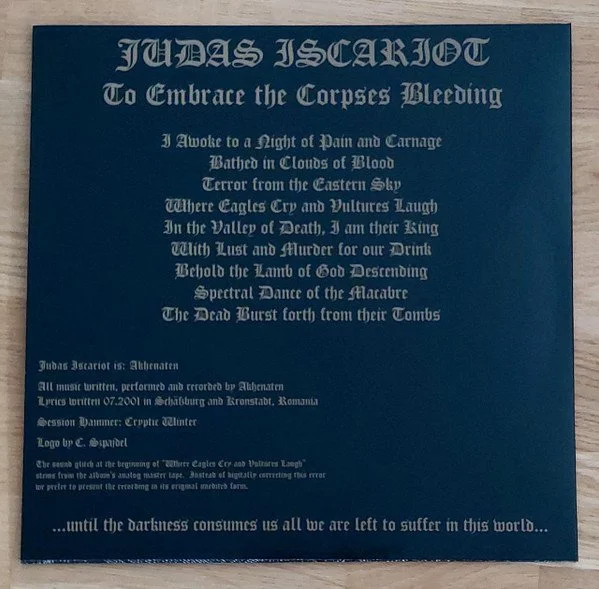 JUDAS ISCARIOT
To Embrace the Corpses Bleeding
I Awoke to a Night of Pain and Carnage
Bathed in Clouds of Blood
Terror from the Eastern Sky
Where Eagles Cry and Vultures Laugh
In the Valley of Death, I am their King
With Lust and Murder for our Drink
Behold the Lamb of God Descending
Spectral Dance of the Macabre
The Dead Burst forth from their Tombs
Judas Iscariot is: Akhenaten
All music written, performed and recorded by Akhenaten
Lyrics written 07.2001 in Schäßburg and Kronstadt, Romania
Session Hammer: Cryptic Winter
Logo by C. Szpajdel
The sound glitch at the beginning of "Where Eagles Cry and Vultures Laugh"
stems from the album's analog master tape. Instead of digitally correcting this error
we prefer to present the recording in its original unedited form.
...until the darkness consumes us all we are left to suffer in this world...